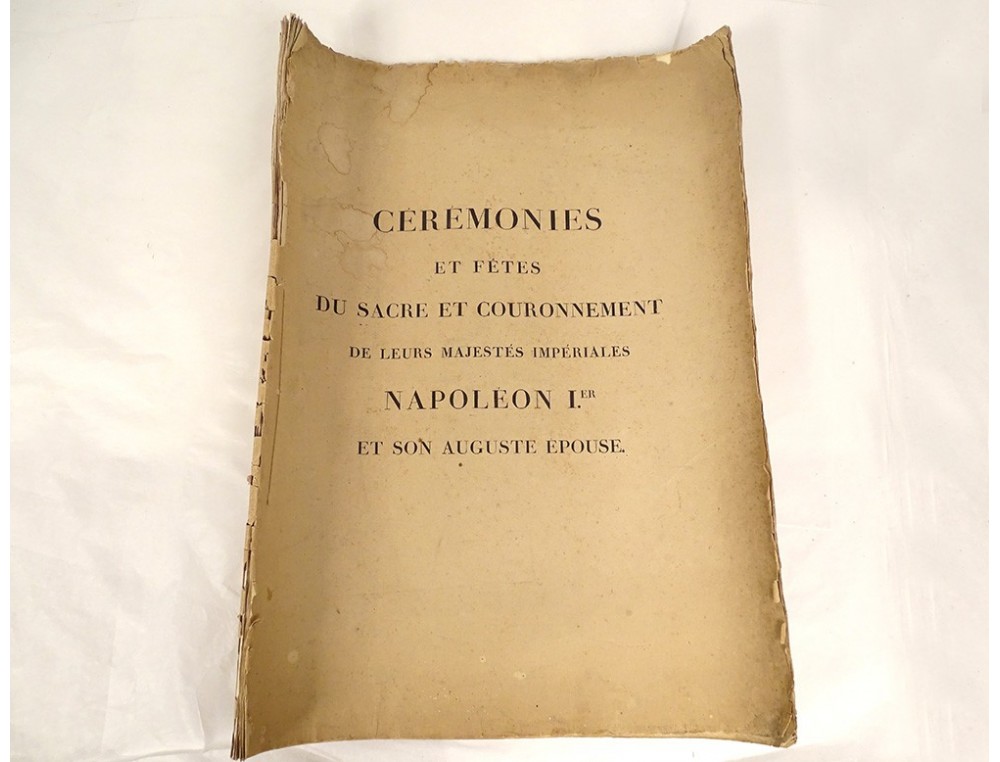 CÉRÉMONIES
ET FÊTES
DU SACRE ET COURONNEMENT
DE LEURS MAJESTÉS IMPÉRIALES
NAPOLÉON I.ER
ET SON AUGUSTE EPOUSE.